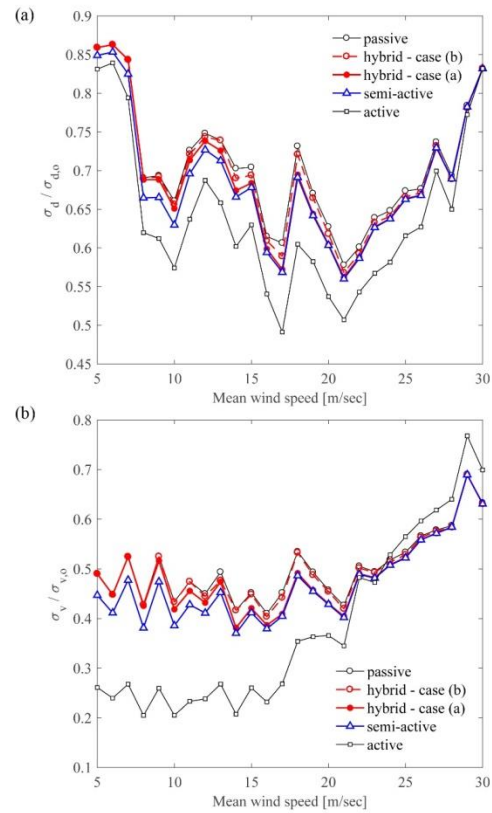 (a)
0.9
0.85
0.8
0.75
0.7
0.65
0.6
0.55
0.5
0.45
σd / σd,o
passive
hybrid - case (b)
hybrid - case (a)
semi-active
active
5 10 15 20 25 30
Mean wind speed [m/sec]
(b)
0.8
0.7
0.6
0.5
0.4
0.3
0.2
0.1
σv / σv,o
passive
hybrid - case (b)
hybrid - case (a)
semi-active
active
5 10 15 20 25 30
Mean wind speed [m/sec]